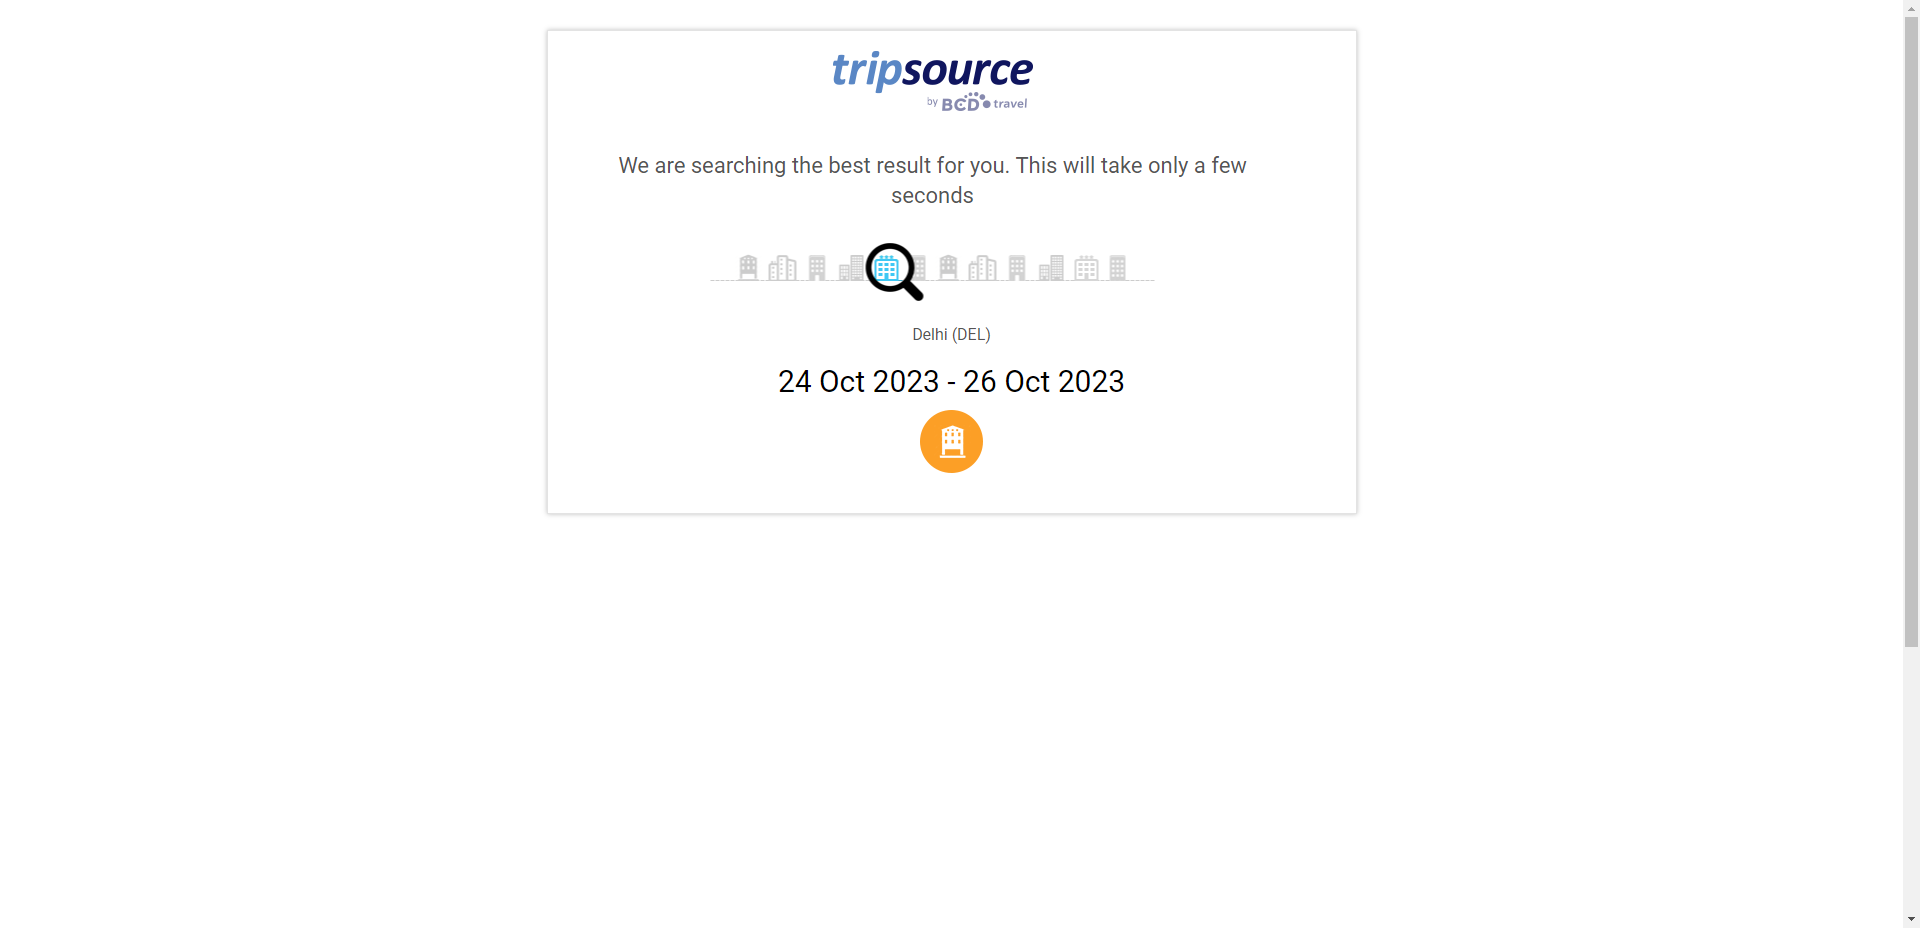 tripsource
by BCD travel
We are searching the best result for you. This will take only a few
seconds
Delhi (DEL)
24 Oct 2023 - 26 Oct 2023